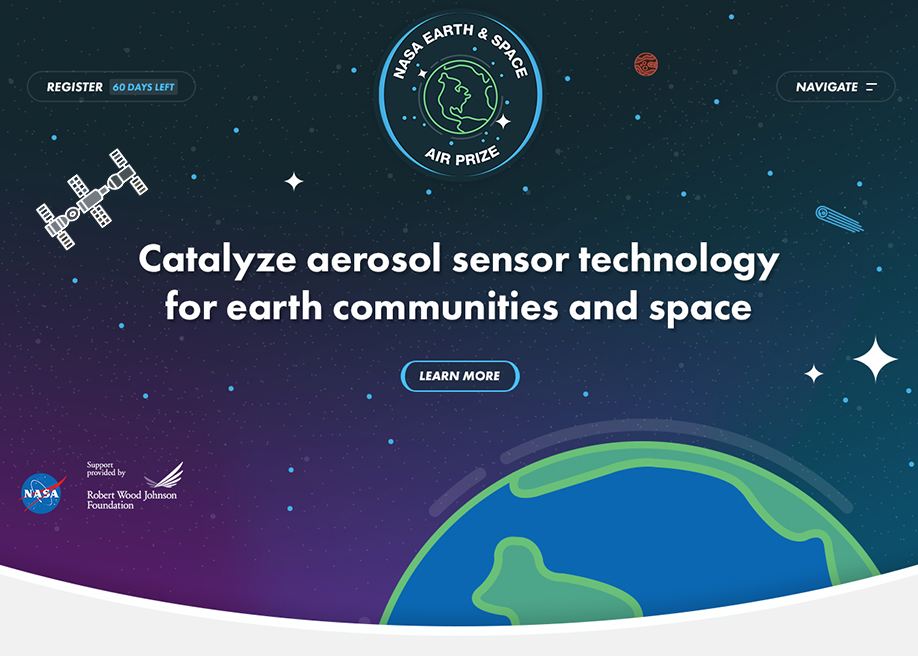 REGISTER 60 DAYS LEFT
NASA EARTH & SPACE
AIR PRIZE
NAVIGATE
Catalyze aerosol sensor technology
for earth communities and space
LEARN MORE
NASA
Support
provided by
Robert Wood Johnson
Foundation